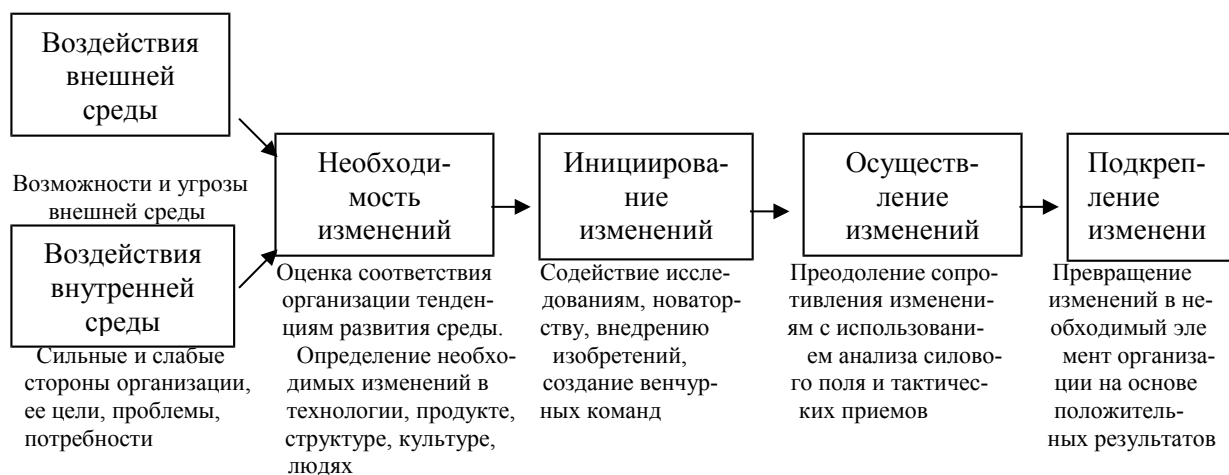 Воздействия
внешней
среды
Возможности и угрозы
внешней среды
Воздействия
внутренней
среды
Сильные и слабые
стороны организации,
ее цели, проблемы,
потребности
Необходи-
мость
изменений
Оценка соответствия
организации тенден-
циям развития среды.
Определение необхо-
димых изменений в
технологии, продукте,
структуре, культуре,
людях
Инициирова-
ние
изменений
Содействие иссле-
дованиям, новатор-
ству, внедрению
изобретений,
создание венчур-
ных команд
Осуществ-
ление
изменений
Преодоление сопро-
тивления изменени-
ям с использовани-
ем анализа силово-
го поля и тактичес-
ких приемов
Подкреп-
ление
изменени
Превращение
изменений в не-
обходимый эле
мент организа-
ции на основе
положитель-
ных результатов